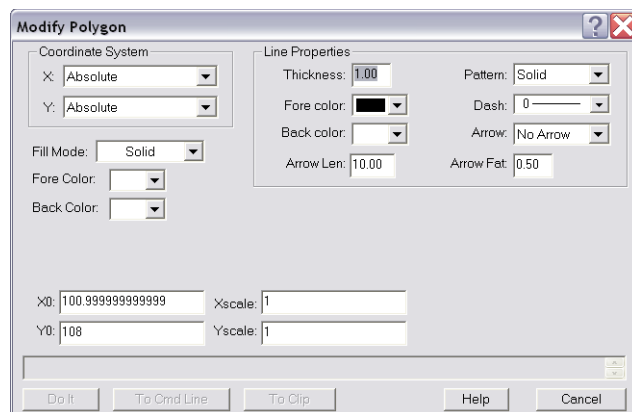 Modify Polygon
Coordinate System
X: Absolute
Y: Absolute
Line Properties
Thickness: 1.00
Pattern: Solid
Fore color:
Dash: 0
Back color:
Arrow: No Arrow
Arrow Len: 10.00
Arrow Fat: 0.50
Fill Mode: Solid
Fore Color:
Back Color:
X0: 100.999999999999
Xscale: 1
Y0: 108
Yscale: 1
Do It
To Cmd Line
To Clip
Help
Cancel